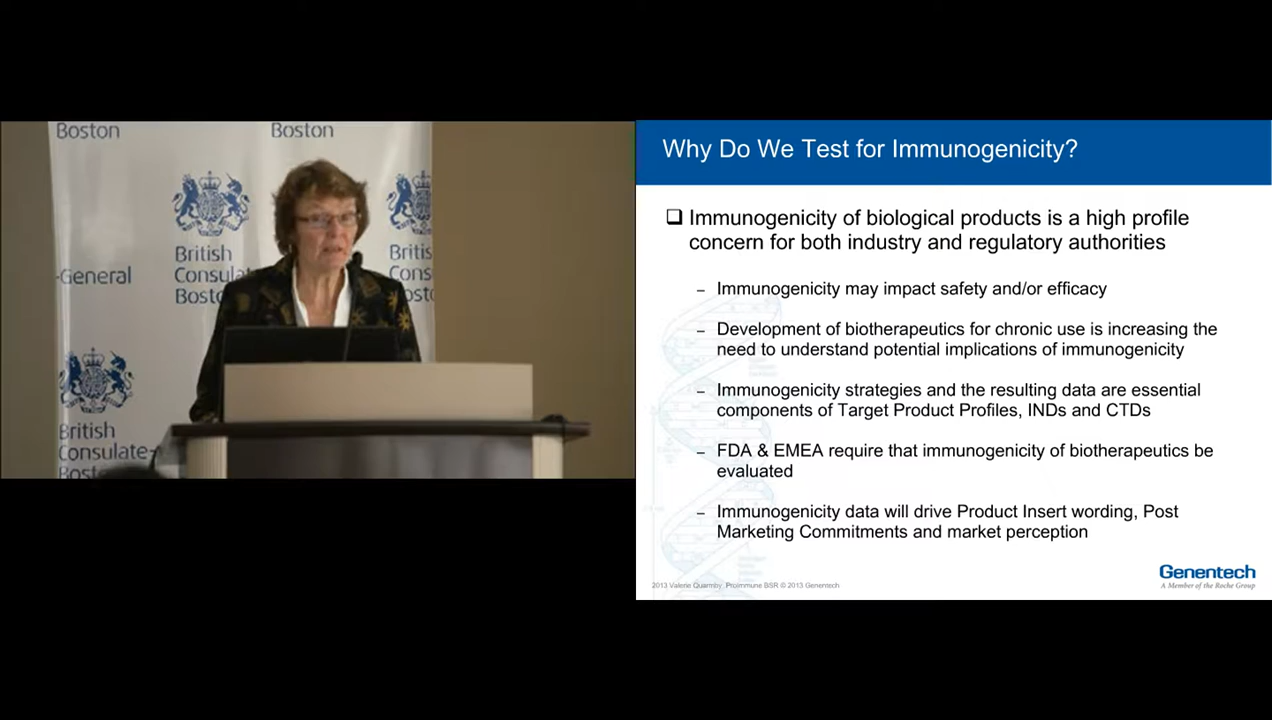 Boston
Boston
British
Consula
Bosto
British
Consul
Bosto
-General
British
Consulate-
Bosto
Why Do We Test for Immunogenicity?
Immunogenicity of biological products is a high profile
concern for both industry and regulatory authorities
– Immunogenicity may impact safety and/or efficacy
– Development of biotherapeutics for chronic use is increasing the
need to understand potential implications of immunogenicity
– Immunogenicity strategies and the resulting data are essential
components of Target Product Profiles, INDs and CTDs
– FDA & EMEA require that immunogenicity of biotherapeutics be
evaluated
– Immunogenicity data will drive Product Insert wording, Post
Marketing Commitments and market perception
2013 Valerie Quarmby, Proimmune BSR © 2013 Genentech
Genentech
A Member of the Roche Group